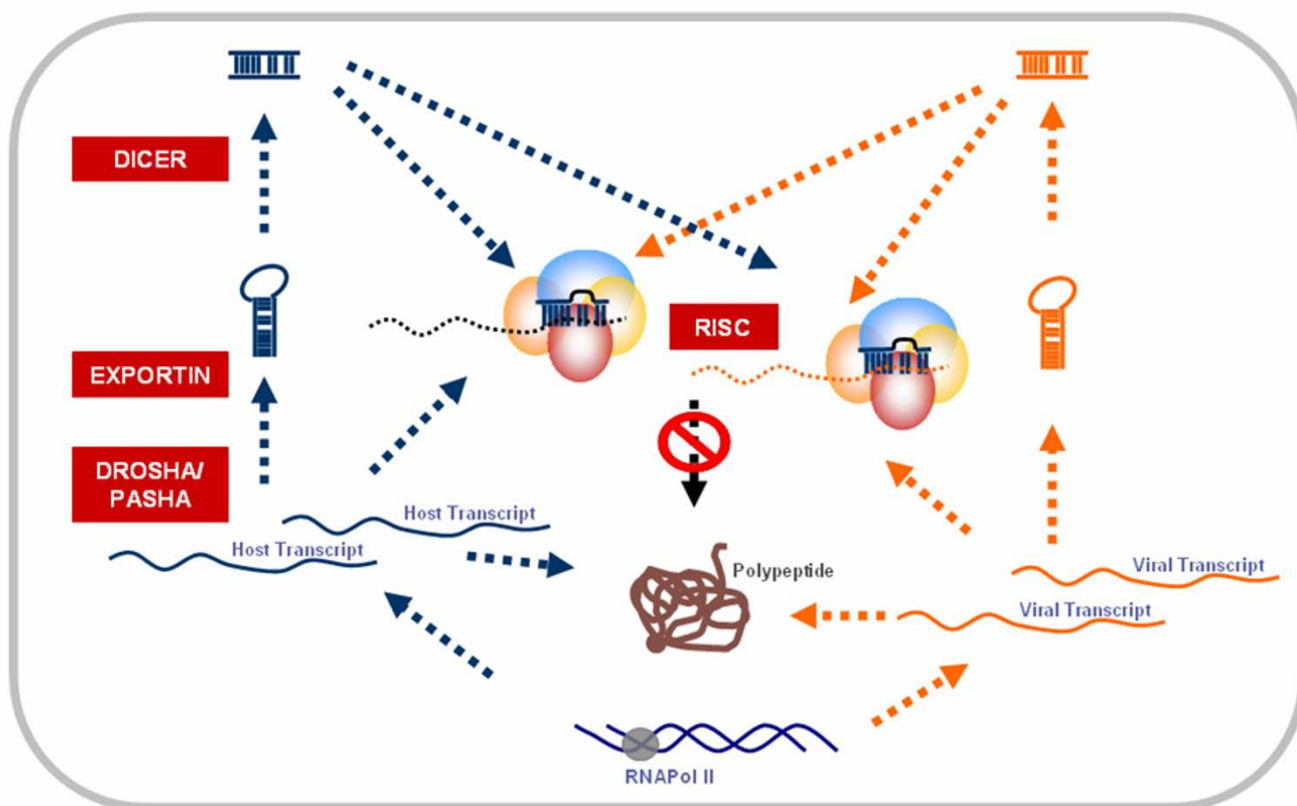 DICER
RISC
EXPORTIN
DROSHA/
PASHA
Host Transcript
Host Transcript
Polypeptide
Viral Transcript
Viral Transcript
RNAPol II